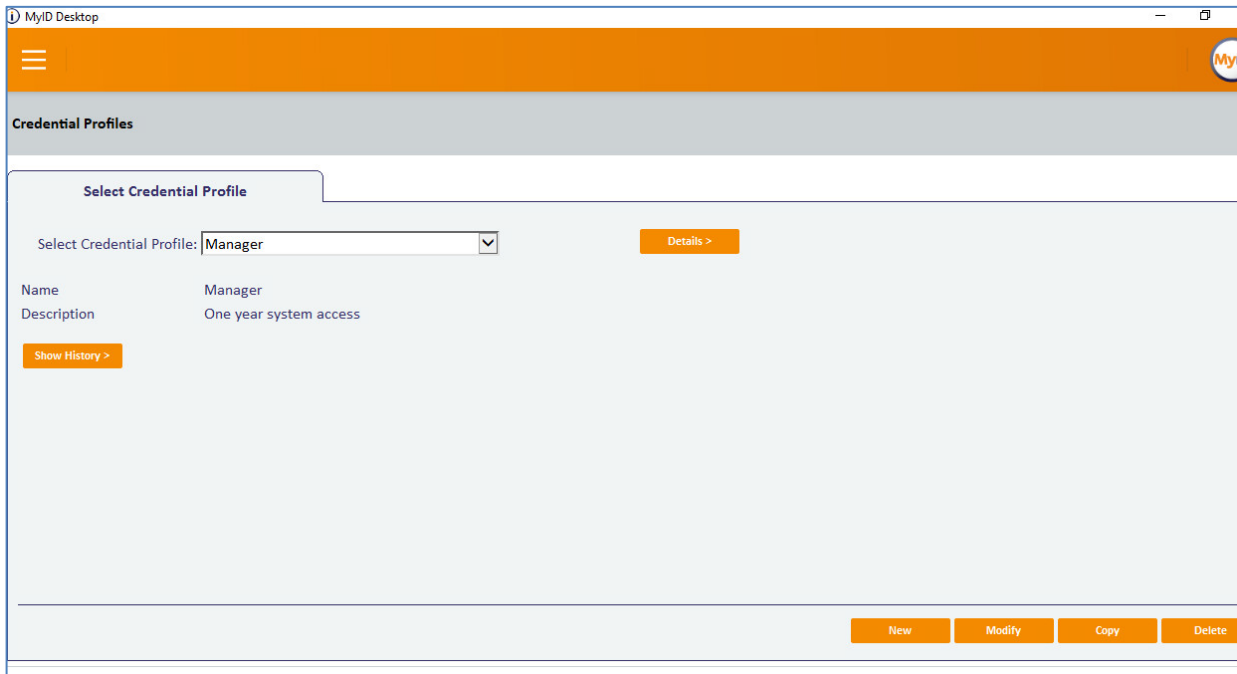 MyID Desktop
My
Credential Profiles
Select Credential Profile
Select Credential Profile: Manager
Details >
Name Manager
Description One year system access
Show History >
New Modify Copy Delete